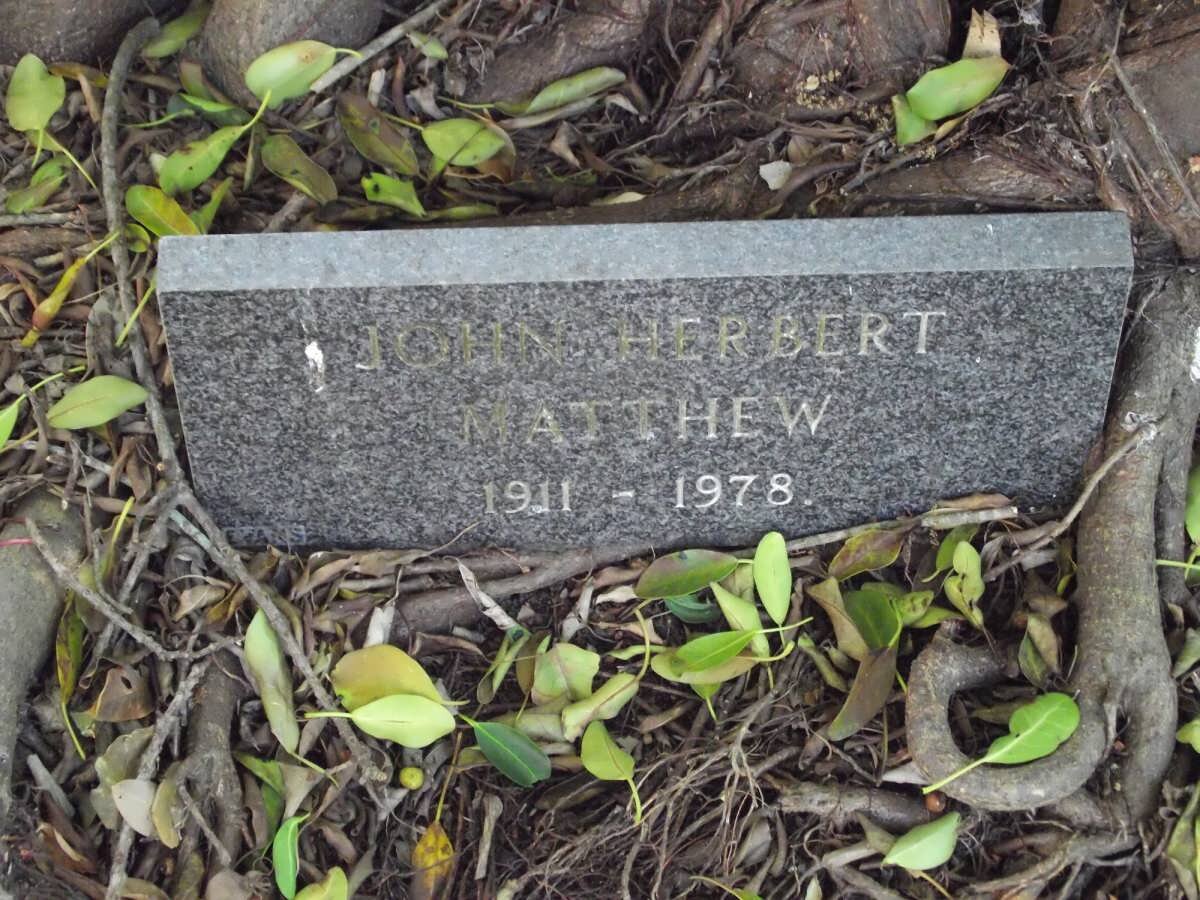 JOHN HERBERT
MATTHEW
1911 - 1978.